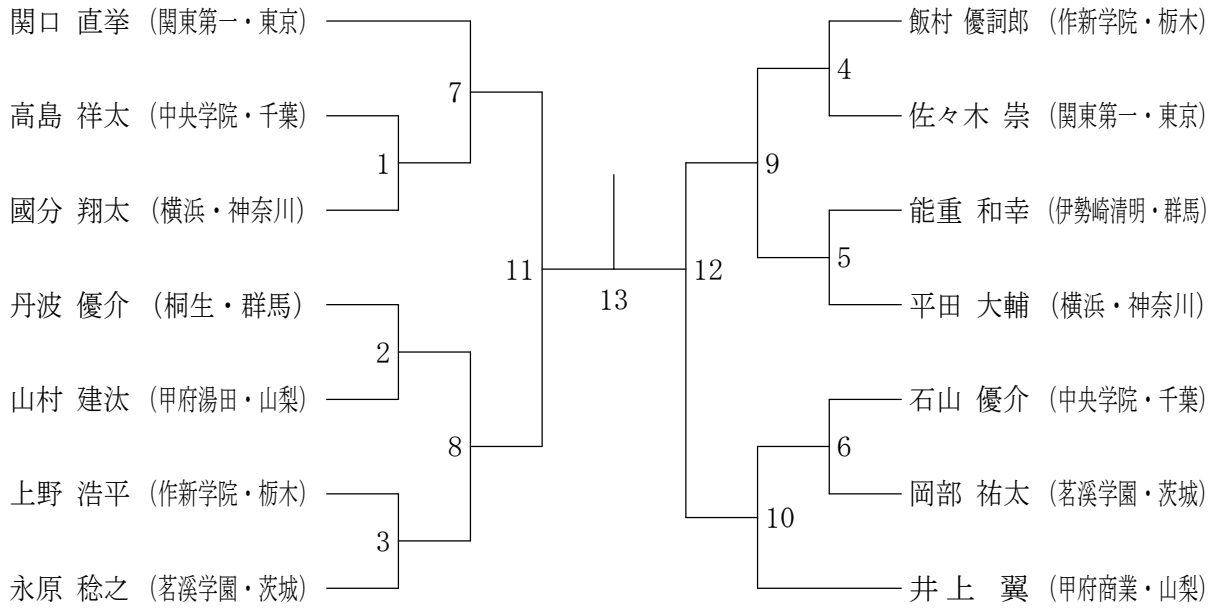 関口 直挙 (関東第一・東京)
高島 祥太 (中央学院・千葉)
國分 翔太 (横浜・神奈川)
丹波 優介 (桐生・群馬)
山村 建汰 (甲府湯田・山梨)
上野 浩平 (作新学院・栃木)
永原 稔之 (茗溪学園・茨城)
1
2
3
7
8
11
13
12
9
10
4
5
6
飯村 優詞郎 (作新学院・栃木)
佐々木 崇 (関東第一・東京)
能重 和幸 (伊勢崎清明・群馬)
平田 大輔 (横浜・神奈川)
石山 優介 (中央学院・千葉)
岡部 祐太 (茗溪学園・茨城)
井上 翼 (甲府商業・山梨)